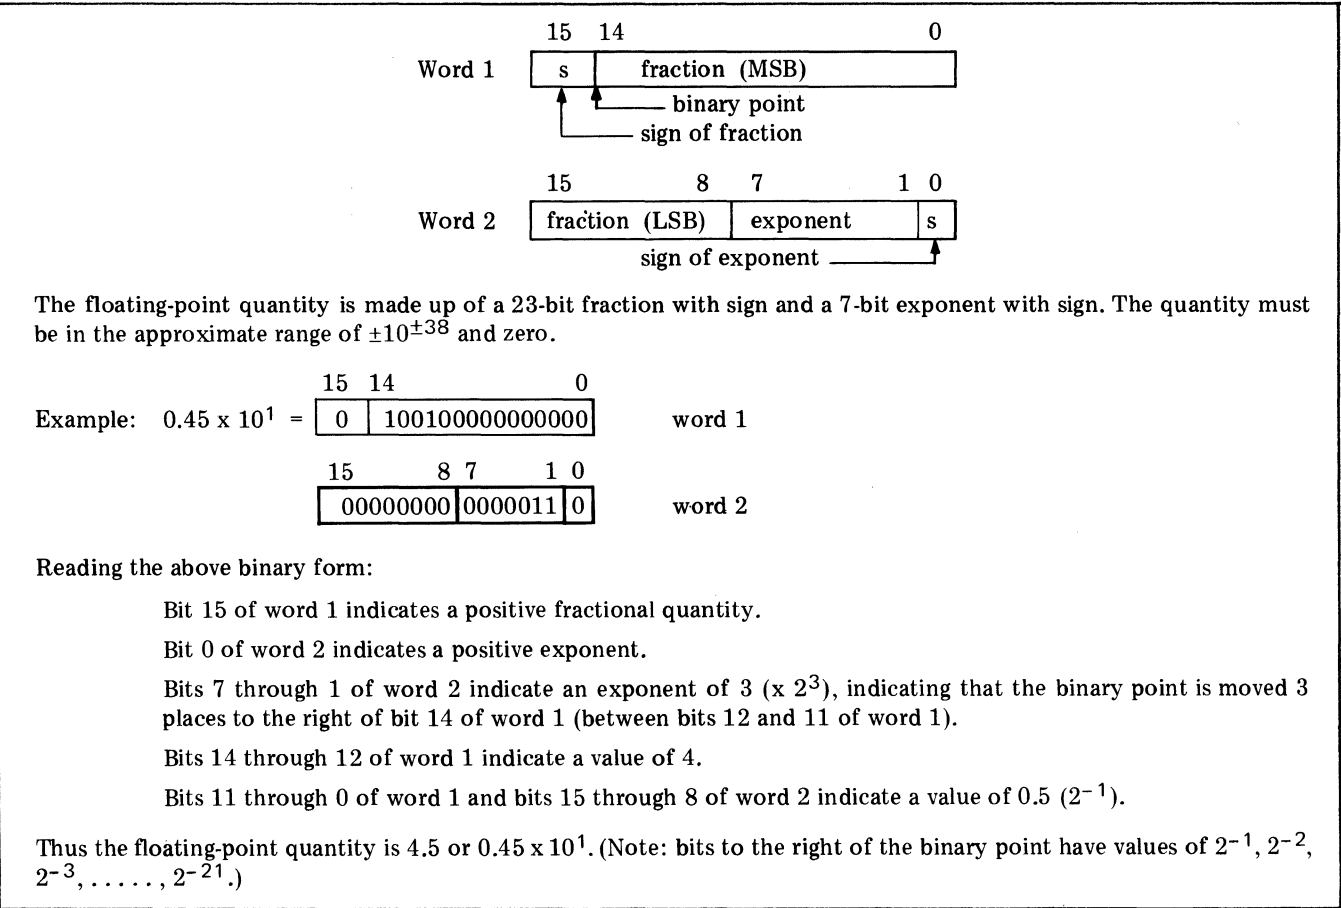 15 14 0
Word 1 s fraction (MSB)
binary point
sign of fraction
15 8 7 1 0
Word 2 fraction (LSB) exponent s
sign of exponent
The floating-point quantity is made up of a 23-bit fraction with sign and a 7-bit exponent with sign. The quantity must
be in the approximate range of ±10±38 and zero.
15 14 0
Example: 0.45 x 10¹ = 0 100100000000000 word 1
15 8 7 1 0
00000000 0000011 0 word 2
Reading the above binary form:
Bit 15 of word 1 indicates a positive fractional quantity.
Bit 0 of word 2 indicates a positive exponent.
Bits 7 through 1 of word 2 indicate an exponent of 3 (x 2³), indicating that the binary point is moved 3
places to the right of bit 14 of word 1 (between bits 12 and 11 of word 1).
Bits 14 through 12 of word 1 indicate a value of 4.
Bits 11 through 0 of word 1 and bits 15 through 8 of word 2 indicate a value of 0.5 (2⁻¹).
Thus the floating-point quantity is 4.5 or 0.45 x 10¹. (Note: bits to the right of the binary point have values of 2⁻¹, 2⁻²,
2⁻³, . . . . . , 2⁻²¹.)